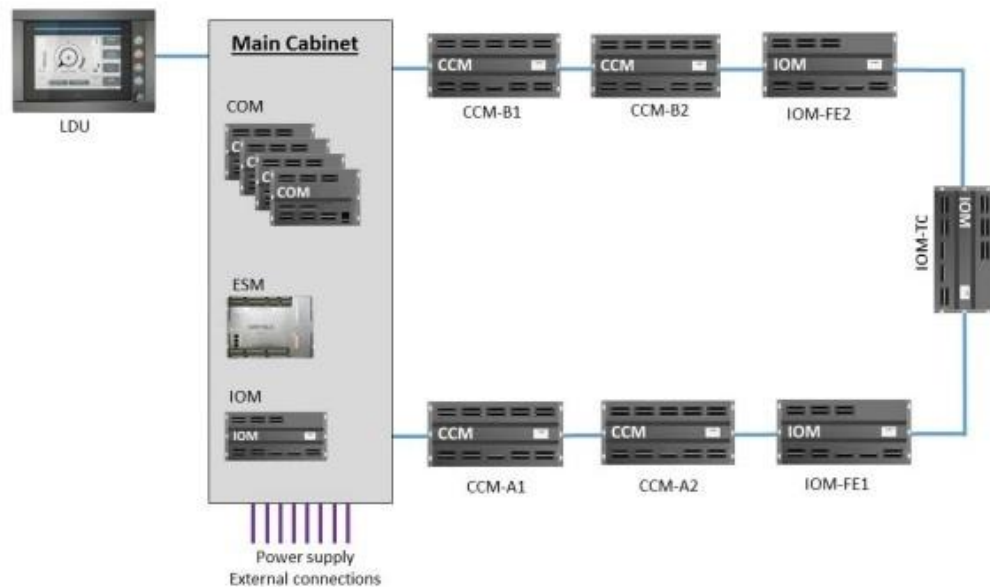 Main Cabinet
LDU
COM
COM
ESM
IOM
IOM
Power supply
External connections
CCM
CCM-B1
CCM
CCM-B2
IOM
IOM-FE2
IOM
IOM-TC
CCM
CCM-A1
CCM
CCM-A2
IOM
IOM-FE1